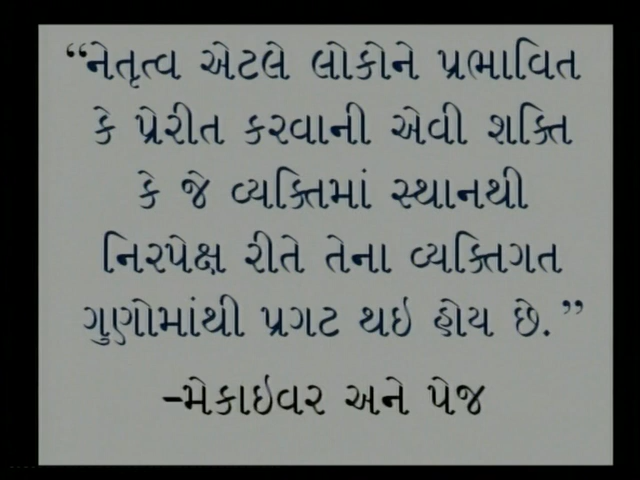 “નેતૃત્વ એટલે લોકોને પ્રભાવિત
કે પ્રેરીત કરવાની એવી શક્તિ
કે જે વ્યક્તિમાં સ્થાનથી
નિરપેક્ષ રીતે તેના વ્યક્તિગત
ગુણોમાંથી પ્રગટ થઇ હોય છે.”
-મેકાઇવર અને પેજ